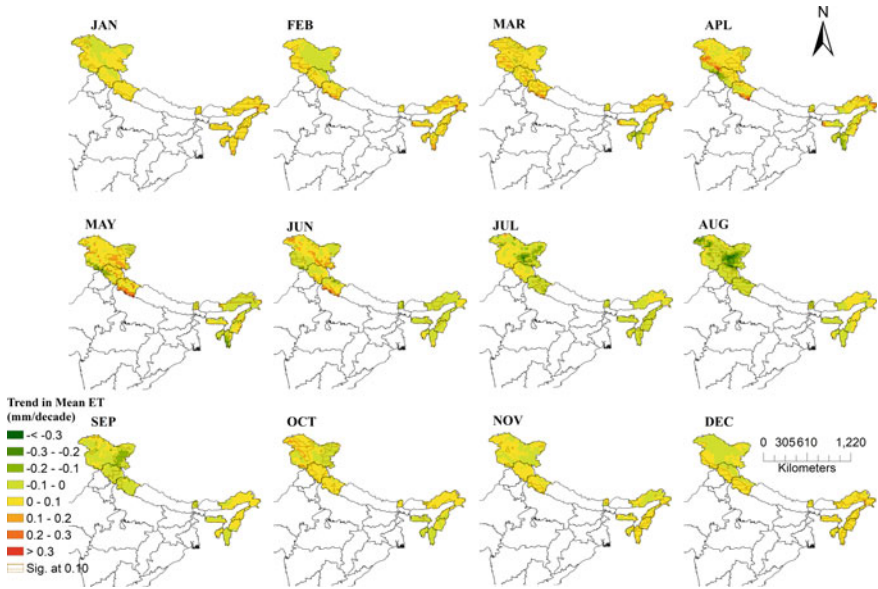 JAN
FEB
MAR
APL
N
MAY
JUN
JUL
AUG
Trend in Mean ET
(mm/decade)
-< -0.3
-0.3 - -0.2
-0.2 - -0.1
-0.1 - 0
0 - 0.1
0.1 - 0.2
0.2 - 0.3
> 0.3
Sig. at 0.10
SEP
OCT
NOV
DEC
0 305 610 1,220
Kilometers